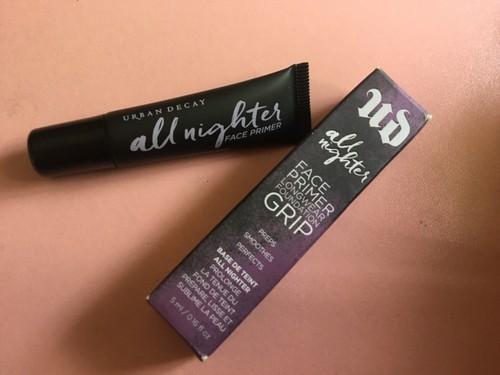 URBAN DECAY
all nighter
FACE PRIMER
UD
all
nighter
FACE
PRIMER
LONGWEAR
FOUNDATION
GRIP
PREPS
SMOOTHES
PERFECTS
BASE DE TEINT
ALL NIGHTER
PROLONGE
LA TENUE DU
FOND DE TEINT
PRÉPARE, LISSE ET
SUBLIME LA PEAU
5 ml / 0.16 fl oz